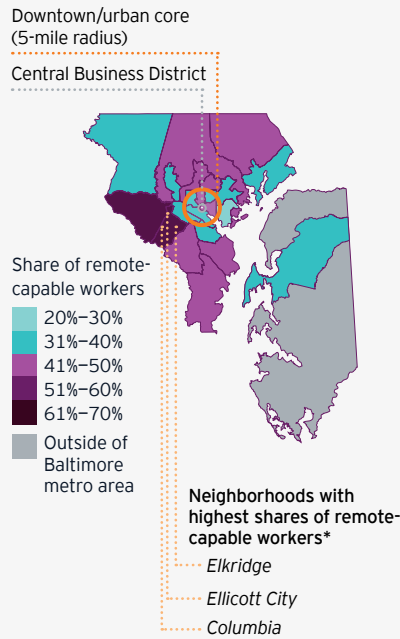 Downtown/urban core
(5-mile radius)
Central Business District
Share of remote-
capable workers
20%–30%
31%–40%
41%–50%
51%–60%
61%–70%
Outside of
Baltimore
metro area
Neighborhoods with
highest shares of remote-
capable workers*
Elkridge
Ellicott City
Columbia